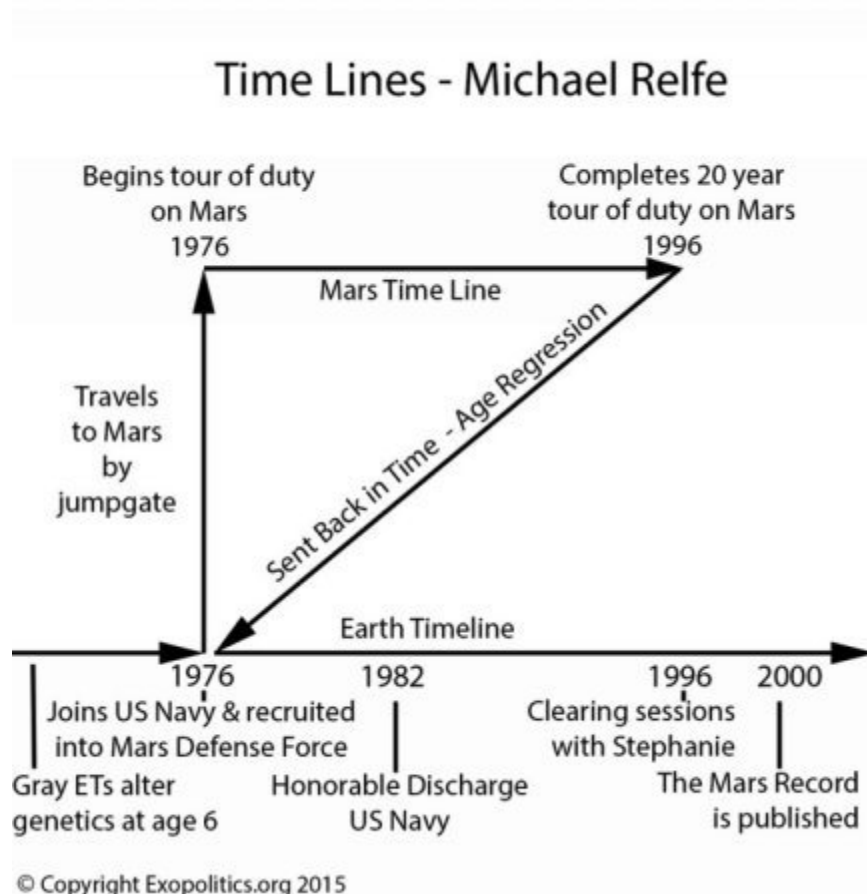 Time Lines - Michael Relfe
Begins tour of duty
on Mars
1976
Completes 20 year
tour of duty on Mars
1996
Mars Time Line
Travels
to Mars
by
jumpgate
Sent Back in Time - Age Regression
Earth Timeline
1976
Joins US Navy & recruited
into Mars Defense Force
1982
1996
2000
Clearing sessions
with Stephanie
Gray ETs alter
genetics at age 6
Honorable Discharge
US Navy
The Mars Record
is published
© Copyright Exopolitics.org 2015